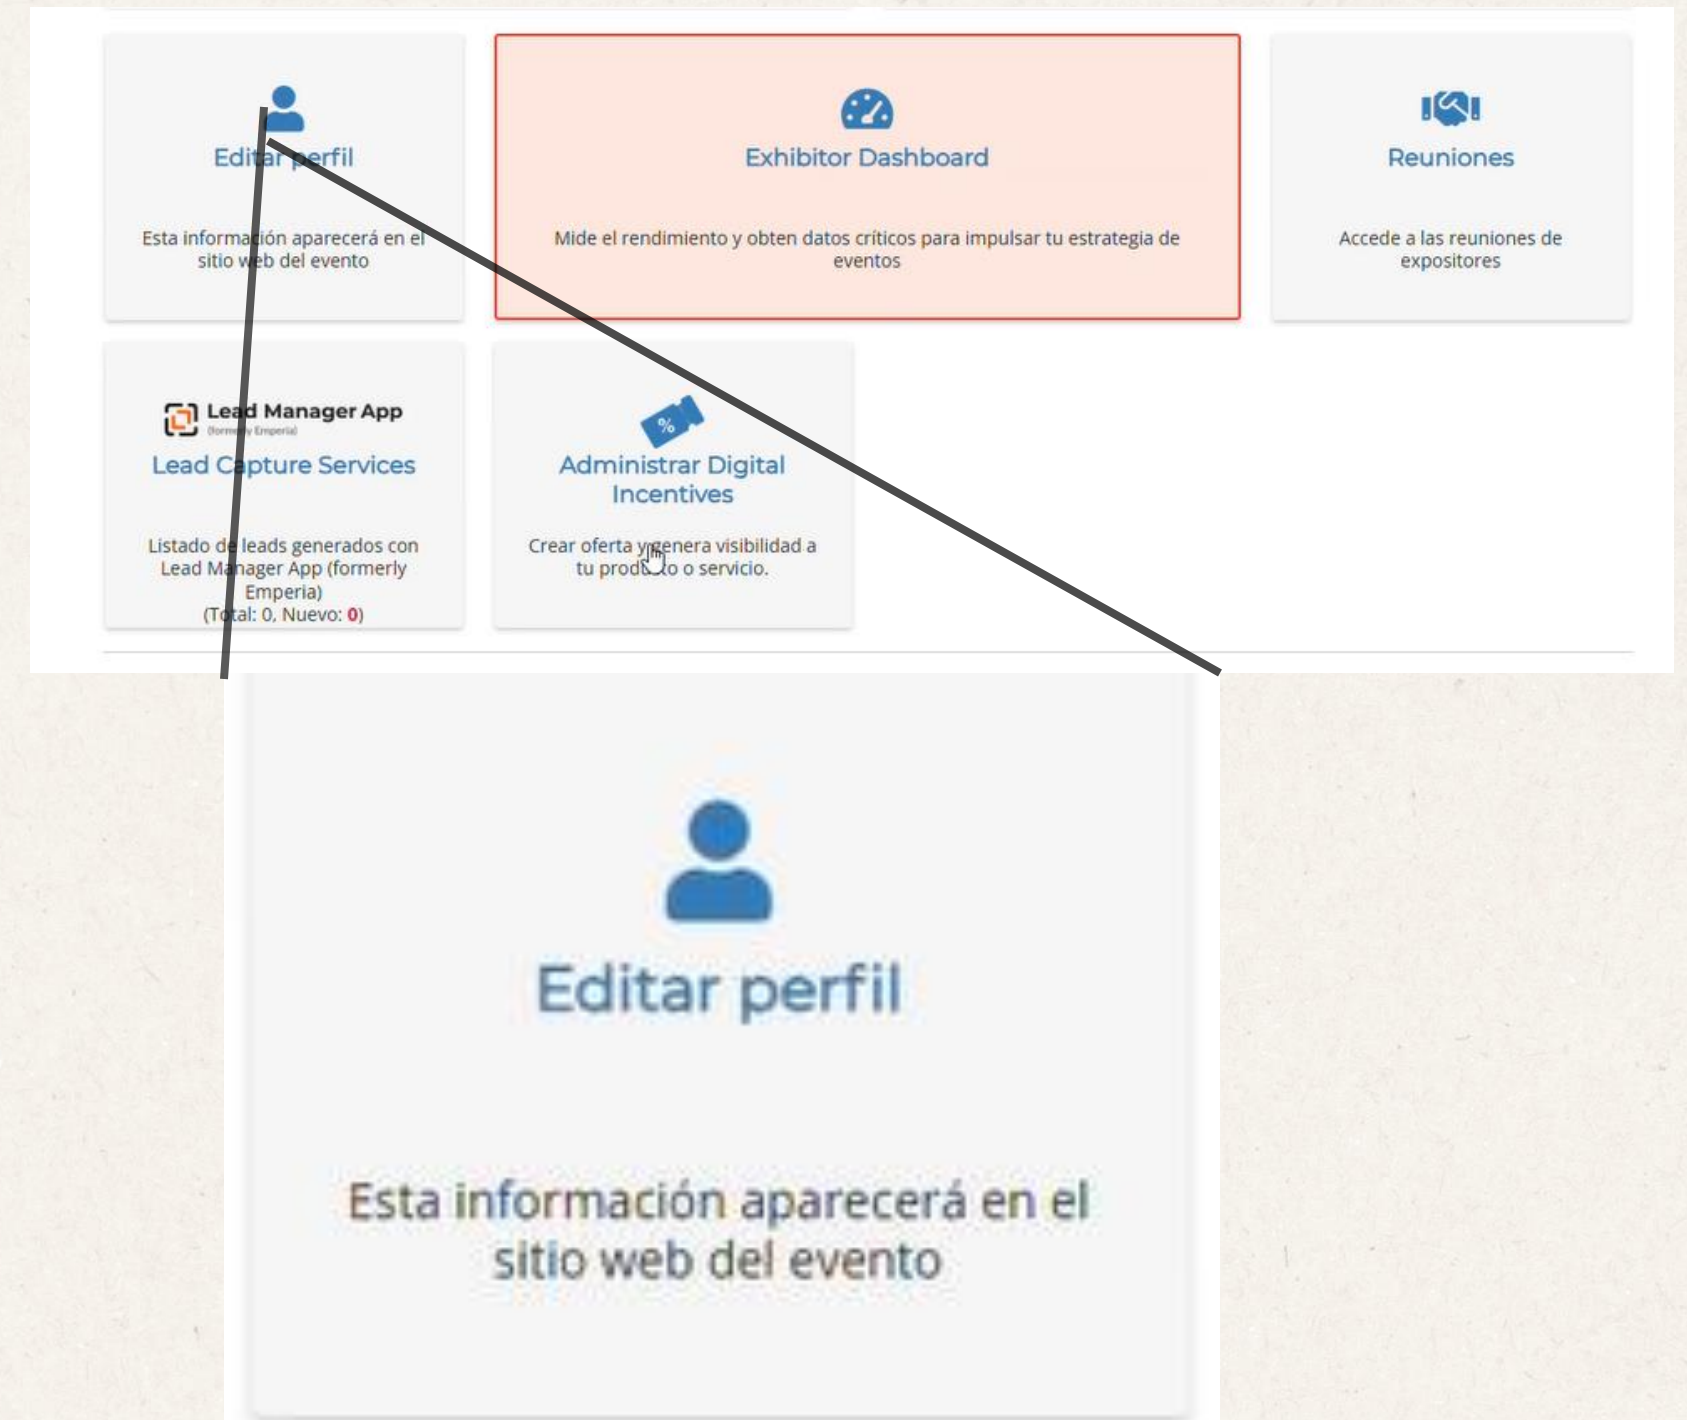 Editar perfil
Esta información aparecerá en el
sitio web del evento
Exhibitor Dashboard
Mide el rendimiento y obten datos críticos para impulsar tu estrategia de
eventos
Reuniones
Accede a las reuniones de
expositores
Lead Manager App
(formerly Emperia)
Lead Capture Services
Listado de leads generados con
Lead Manager App (formerly
Emperia)
(Total: 0, Nuevo: 0)
%
Administrar Digital
Incentives
Crear oferta y genera visibilidad a
tu producto o servicio.
Editar perfil
Esta información aparecerá en el
sitio web del evento